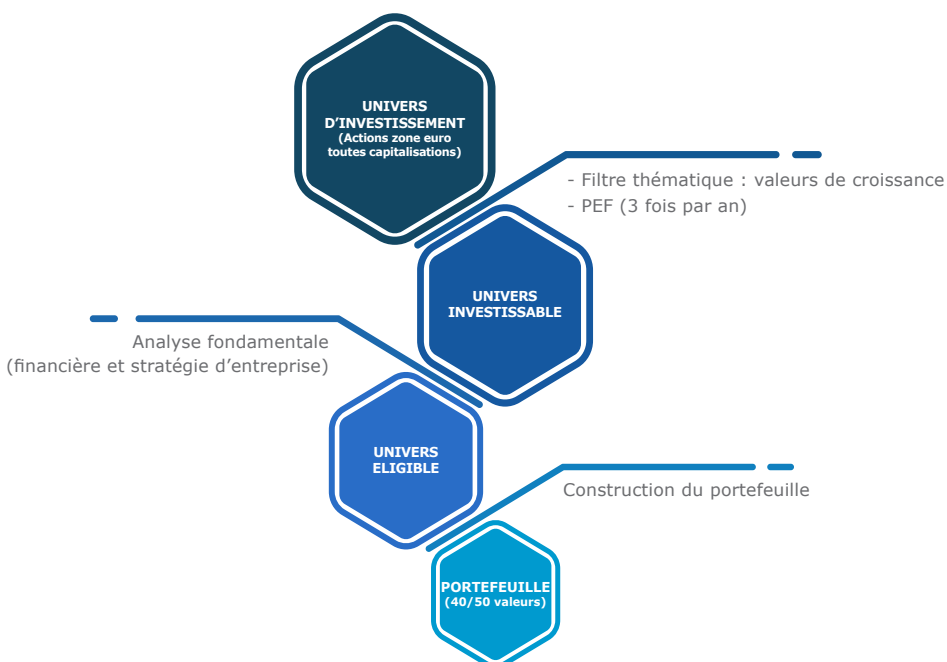 UNIVERS
D'INVESTISSEMENT
(Actions zone euro
toutes capitalisations)
- Filtre thématique : valeurs de croissance
- PEF (3 fois par an)
UNIVERS
INVESTISSABLE
Analyse fondamentale
(financière et stratégie d'entreprise)
UNIVERS
ELIGIBLE
Construction du portefeuille
PORTEFEUILLE
(40/50 valeurs)